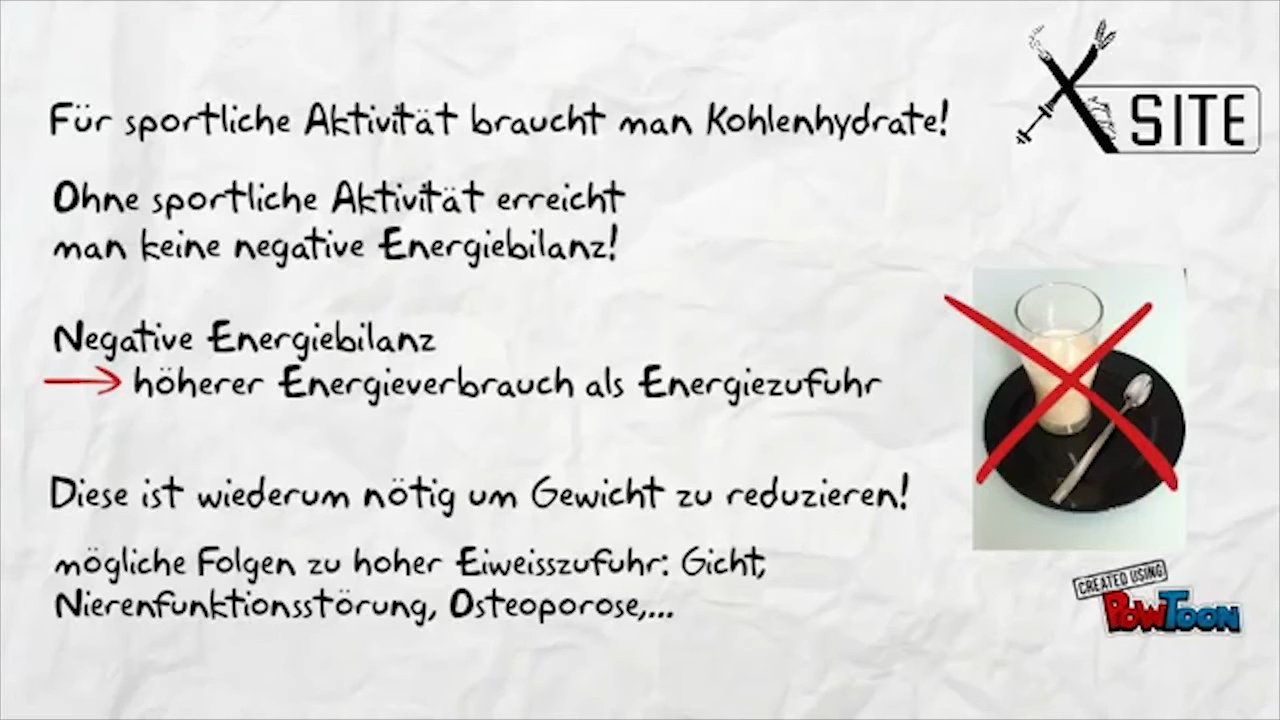 Für sportliche Aktivität braucht man Kohlenhydrate!
SITE
Ohne sportliche Aktivität erreicht
man keine negative Energiebilanz!
Negative Energiebilanz
höherer Energieverbrauch als Energiezufuhr
Diese ist wiederum nötig um Gewicht zu reduzieren!
mögliche Folgen zu hoher Eiweisszufuhr: Gicht,
Nierenfunktionsstörung, Osteoporose,...
CREATED USING
POWTOON